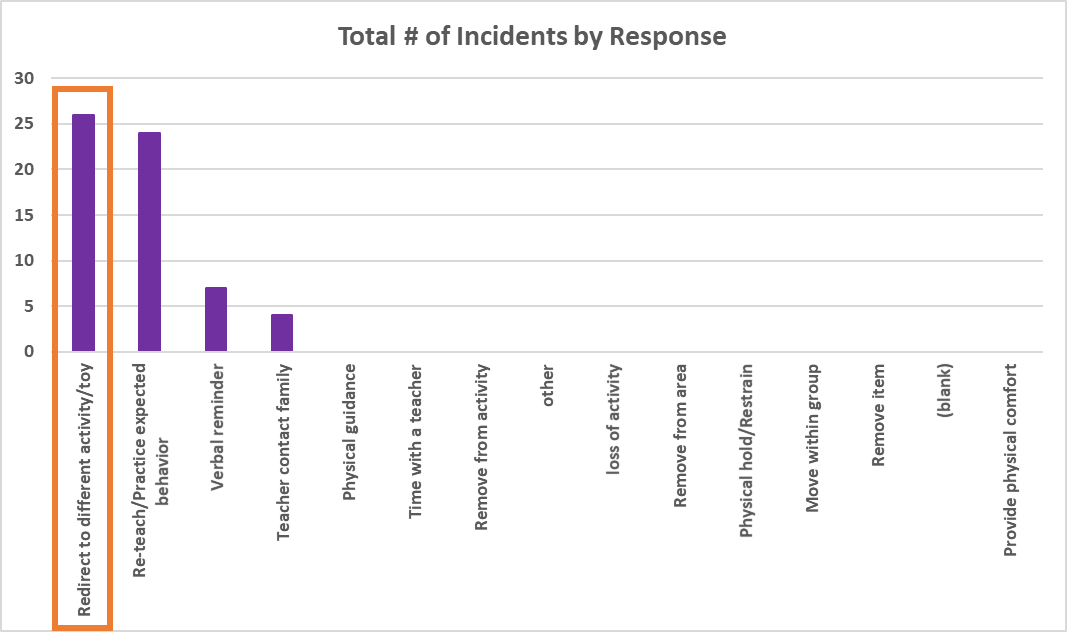 Total # of Incidents by Response
30
25
20
15
10
5
0
Redirect to different activity/toy
Re-teach/Practice expected
behavior
Verbal reminder
Teacher contact family
Physical guidance
Time with a teacher
Remove from activity
other
loss of activity
Remove from area
Physical hold/Restrain
Move within group
Remove item
(blank)
Provide physical comfort